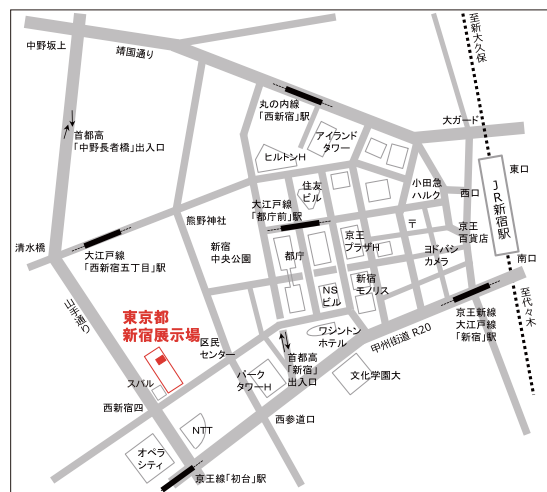 中野坂上
靖国通り
至新大久保
丸の内線
「西新宿」駅
大ガード
首都高
「中野長者橋」出入口
アイランド
タワー
ヒルトンH
東口
小田急
ハルク
西口
JR新宿駅
住友
ビル
大江戸線
「都庁前」駅
熊野神社
〒
京王
百貨店
清水橋
大江戸線
「西新宿五丁目」駅
新宿
中央公園
都庁
京王
プラザH
ヨドバシ
カメラ
南口
新宿
モノリス
NS
ビル
至代々木
山手通り
東京都
新宿展示場
京王新線
大江戸線
「新宿」駅
ワシントン
ホテル
甲州街道 R20
区民
センター
首都高
「新宿」
出入口
スバル
パーク
タワーH
文化学園大
西新宿四
西参道口
NTT
オペラ
シティ
京王線「初台」駅